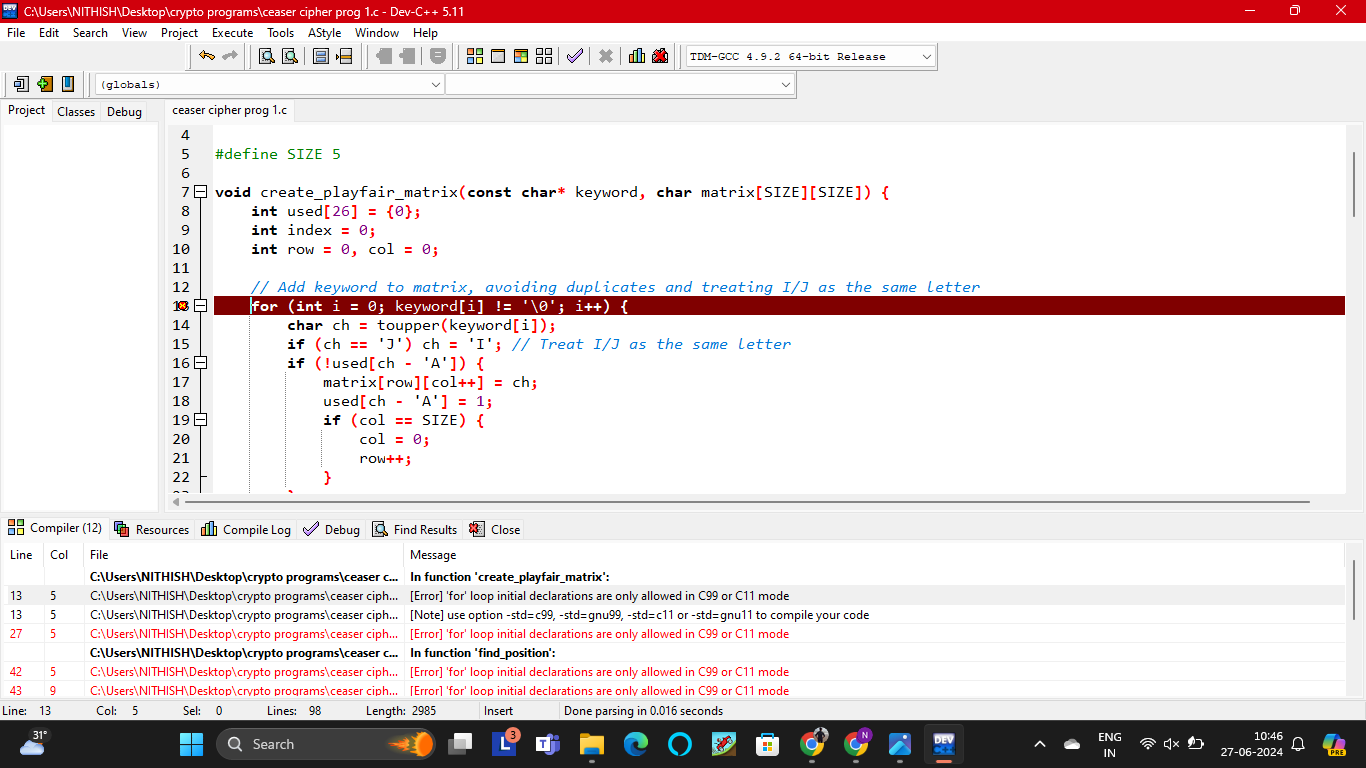 C:\Users\NITHISH\Desktop\crypto programs\ceaser cipher prog 1.c - Dev-C++ 5.11
File Edit Search View Project Execute Tools AStyle Window Help
TDM-GCC 4.9.2 64-bit Release
(globals)
Project Classes Debug
ceaser cipher prog 1.c
4
5 #define SIZE 5
6
7 void create_playfair_matrix(const char* keyword, char matrix[SIZE][SIZE]) {
8 int used[26] = {0};
9 int index = 0;
10 int row = 0, col = 0;
11
12 // Add keyword to matrix, avoiding duplicates and treating I/J as the same letter
13 for (int i = 0; keyword[i] != '\0'; i++) {
14 char ch = toupper(keyword[i]);
15 if (ch == 'J') ch = 'I'; // Treat I/J as the same letter
16 if (!used[ch - 'A']) {
17 matrix[row][col++] = ch;
18 used[ch - 'A'] = 1;
19 if (col == SIZE) {
20 col = 0;
21 row++;
22 }
Compiler (12) Resources Compile Log Debug Find Results Close
Line Col File Message
C:\Users\NITHISH\Desktop\crypto programs\ceaser c... In function 'create_playfair_matrix':
13 5 C:\Users\NITHISH\Desktop\crypto programs\ceaser ciph... [Error] 'for' loop initial declarations are only allowed in C99 or C11 mode
13 5 C:\Users\NITHISH\Desktop\crypto programs\ceaser ciph... [Note] use option -std=c99, -std=gnu99, -std=c11 or -std=gnu11 to compile your code
27 5 C:\Users\NITHISH\Desktop\crypto programs\ceaser ciph... [Error] 'for' loop initial declarations are only allowed in C99 or C11 mode
C:\Users\NITHISH\Desktop\crypto programs\ceaser c... In function 'find_position':
42 5 C:\Users\NITHISH\Desktop\crypto programs\ceaser ciph... [Error] 'for' loop initial declarations are only allowed in C99 or C11 mode
43 9 C:\Users\NITHISH\Desktop\crypto programs\ceaser ciph... [Error] 'for' loop initial declarations are only allowed in C99 or C11 mode
Line: 13 Col: 5 Sel: 0 Lines: 98 Length: 2985 Insert Done parsing in 0.016 seconds
31°
Search
3
ENG
IN
10:46
27-06-2024
PRE